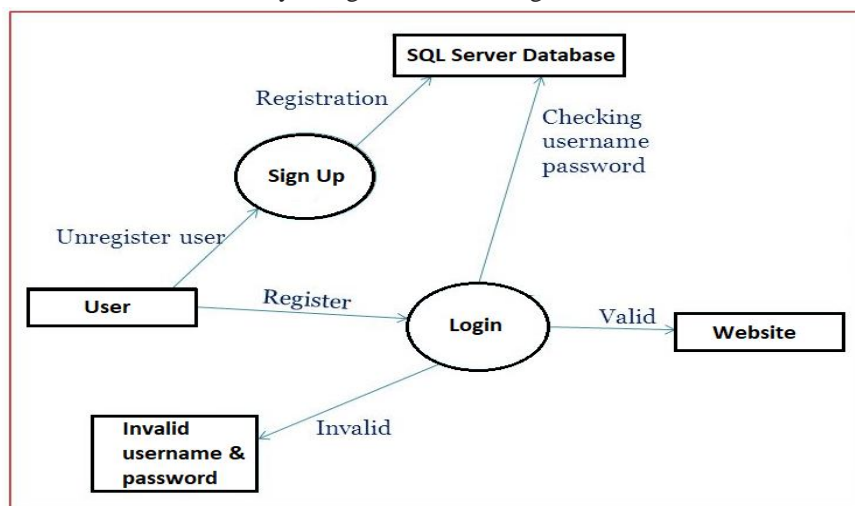 SQL Server Database
Registration
Checking
username
password
Sign Up
Unregister user
User
Register
Login
Valid
Website
Invalid
username &
password
Invalid